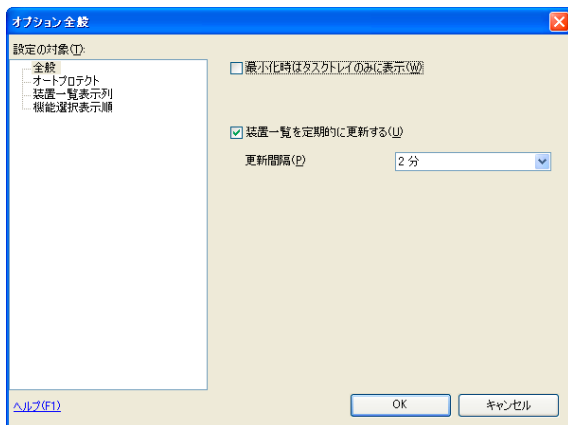 オプション全般
設定の対象(T):
全般
オートプロテクト
装置一覧表示列
機能選択表示順
最小化時はタスクトレイのみに表示(W)
装置一覧を定期的に更新する(U)
更新間隔(P)
2 分
ヘルプ(F1)
OK
キャンセル